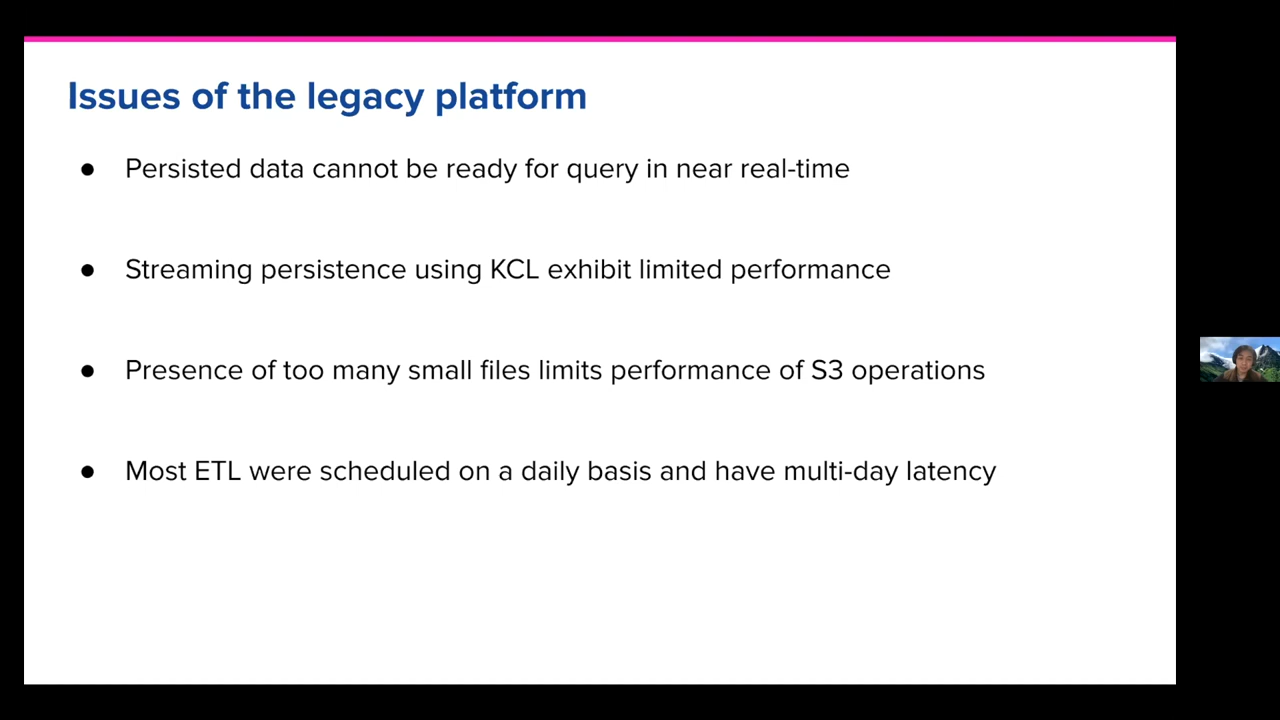 Issues of the legacy platform
● Persisted data cannot be ready for query in near real-time
● Streaming persistence using KCL exhibit limited performance
● Presence of too many small files limits performance of S3 operations
● Most ETL were scheduled on a daily basis and have multi-day latency